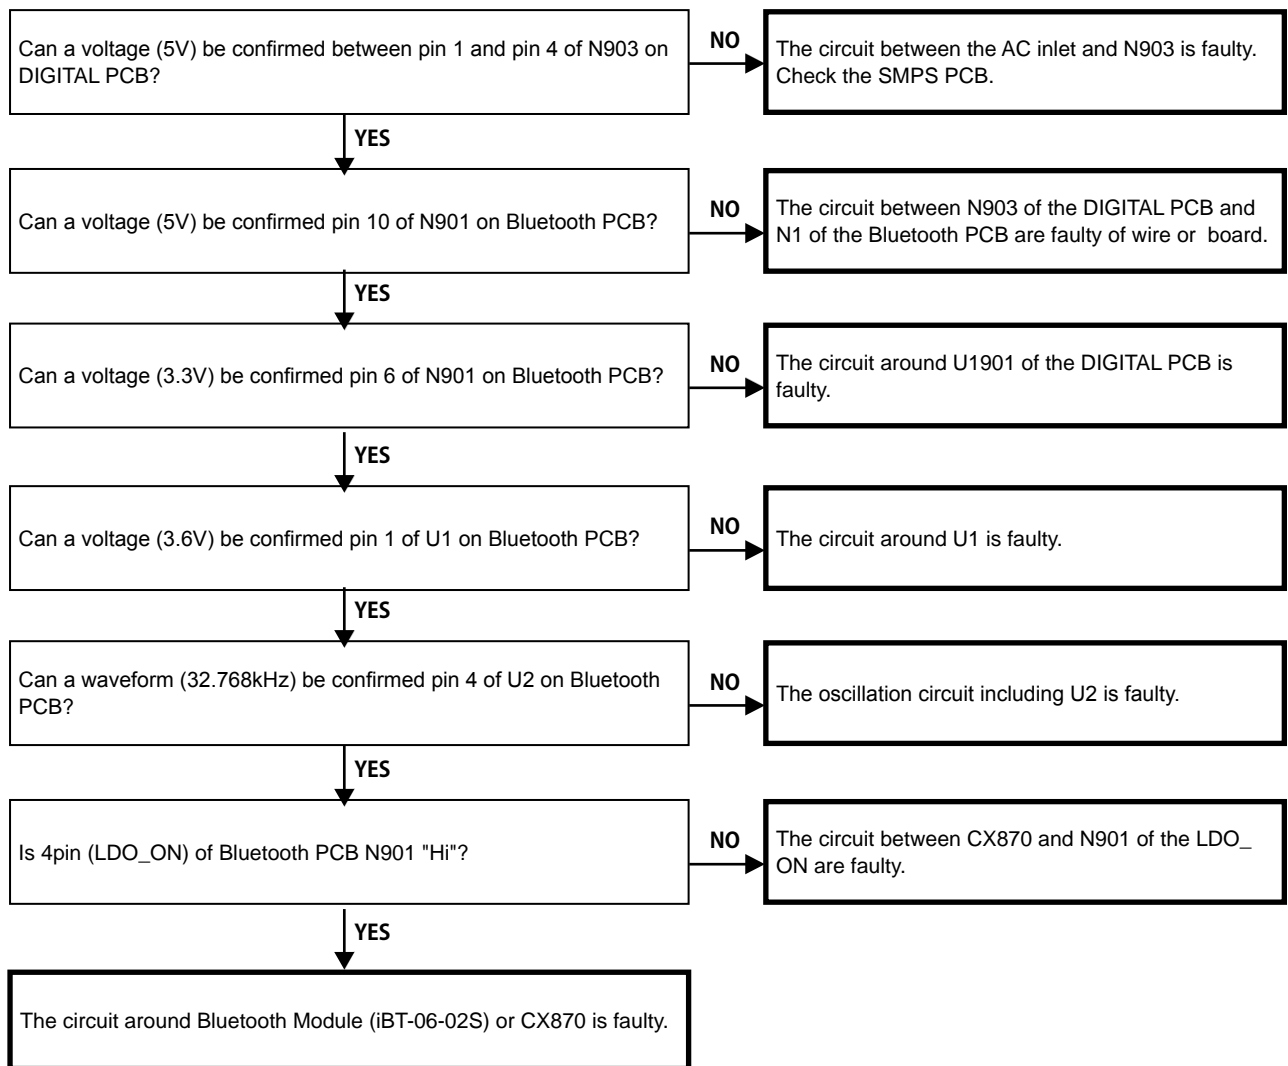 Can a voltage (5V) be confirmed between pin 1 and pin 4 of N903 on
DIGITAL PCB?
NO
The circuit between the AC inlet and N903 is faulty.
Check the SMPS PCB.
YES
Can a voltage (5V) be confirmed pin 10 of N901 on Bluetooth PCB?
NO
The circuit between N903 of the DIGITAL PCB and
N1 of the Bluetooth PCB are faulty of wire or  board.
YES
Can a voltage (3.3V) be confirmed pin 6 of N901 on Bluetooth PCB?
NO
The circuit around U1901 of the DIGITAL PCB is
faulty.
YES
Can a voltage (3.6V) be confirmed pin 1 of U1 on Bluetooth PCB?
NO
The circuit around U1 is faulty.
YES
Can a waveform (32.768kHz) be confirmed pin 4 of U2 on Bluetooth
PCB?
NO
The oscillation circuit including U2 is faulty.
YES
Is 4pin (LDO_ON) of Bluetooth PCB N901 "Hi"?
NO
The circuit between CX870 and N901 of the LDO_
ON are faulty.
YES
The circuit around Bluetooth Module (iBT-06-02S) or CX870 is faulty.